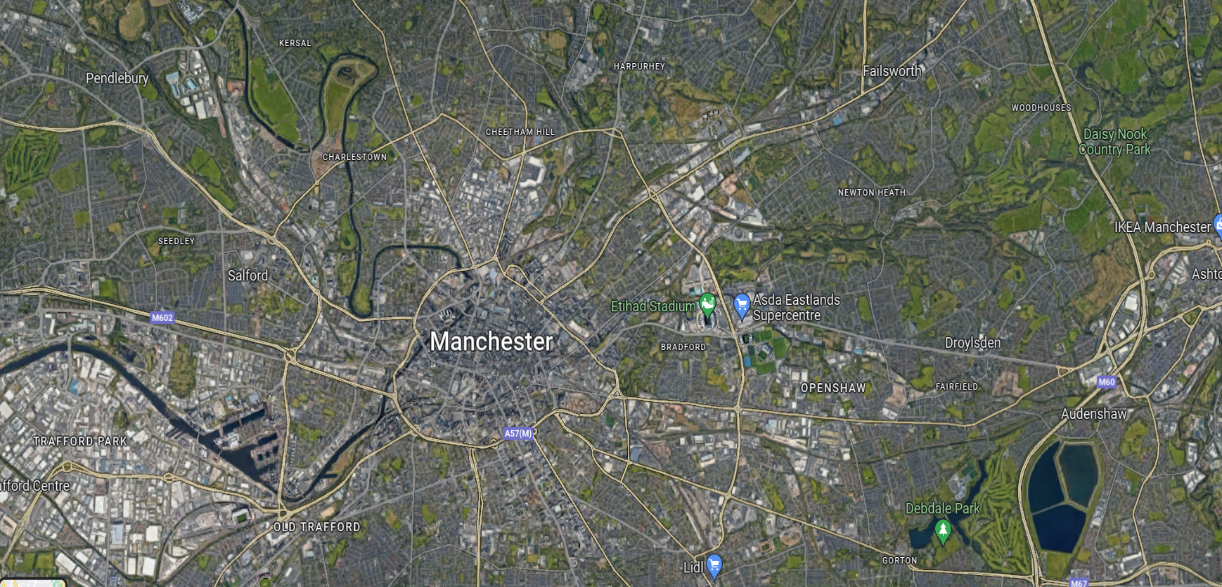 KERSAL
Pendlebury
HARPURHEY
Failsworth
WOODHOUSES
CHEETHAM HILL
Daisy Nook
Country Park
CHARLESTOWN
NEWTON HEATH
IKEA Manchester
SEEDLEY
Salford
Ashto
Etihad Stadium
Asda Eastlands
Supercentre
M602
Manchester
BRADFORD
Droylsden
OPENSHAW
FAIRFIELD
M60
Audenshaw
A57(M)
TRAFFORD PARK
afford Centre
Debdale Park
OLD TRAFFORD
GORTON
Lidl
M67